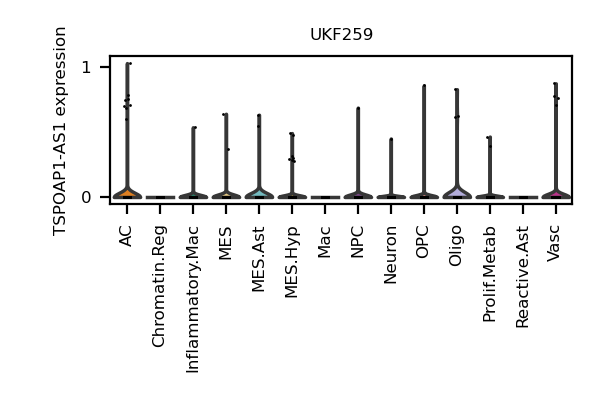 UKF259
TSPOAP1-AS1 expression
1
0
AC
Chromatin.Reg
Inflammatory.Mac
MES
MES.Ast
MES.Hyp
Mac
NPC
Neuron
OPC
Oligo
Prolif.Metab
Reactive.Ast
Vasc